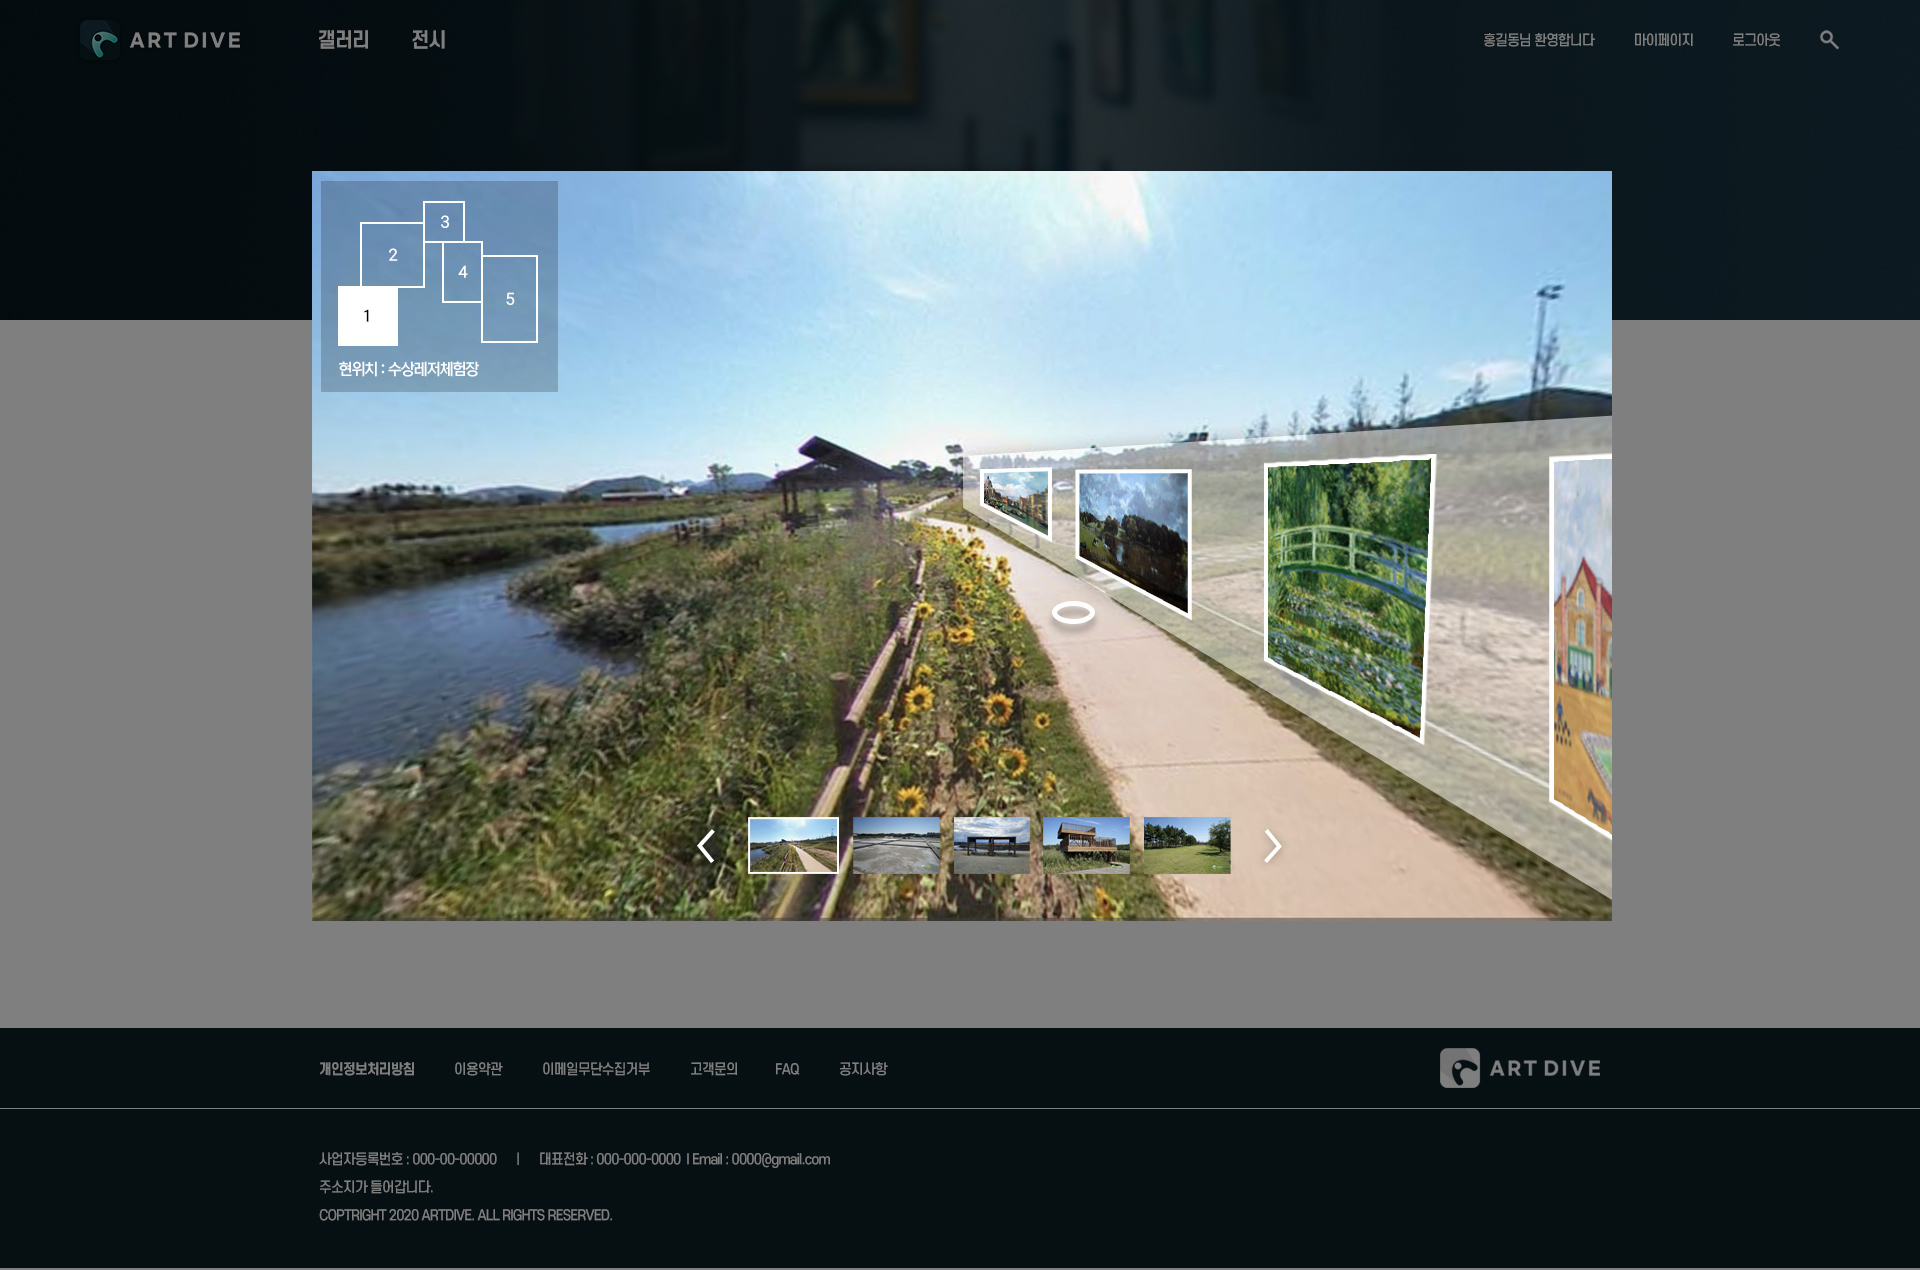 ART DIVE
갤러리
전시
홍길동님 환영합니다
마이페이지
로그아웃
3
2
4
5
1
현위치 : 수상레저체험장
개인정보처리방침
이용약관
이메일무단수집거부
고객문의
FAQ
공지사항
ART DIVE
사업자등록번호 : 000-00-00000 | 대표전화 : 000-000-0000 | Email : 0000@gmail.com
주소지가 들어갑니다.
COPTRIGHT 2020 ARTDIVE. ALL RIGHTS RESERVED.